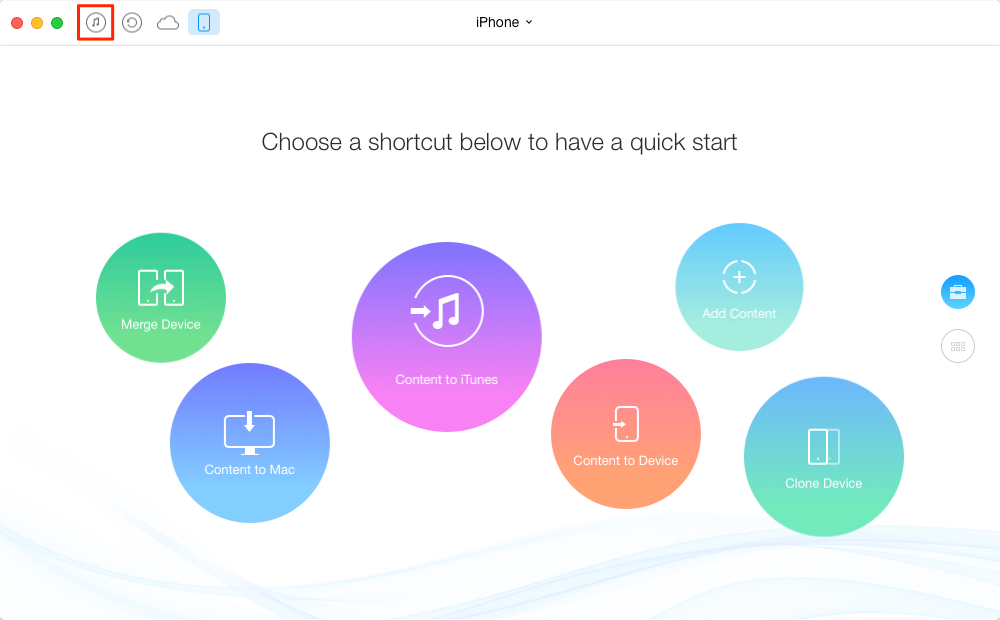 iPhone
Choose a shortcut below to have a quick start
Merge Device
Content to Mac
Content to iTunes
Content to Device
Add Content
Clone Device